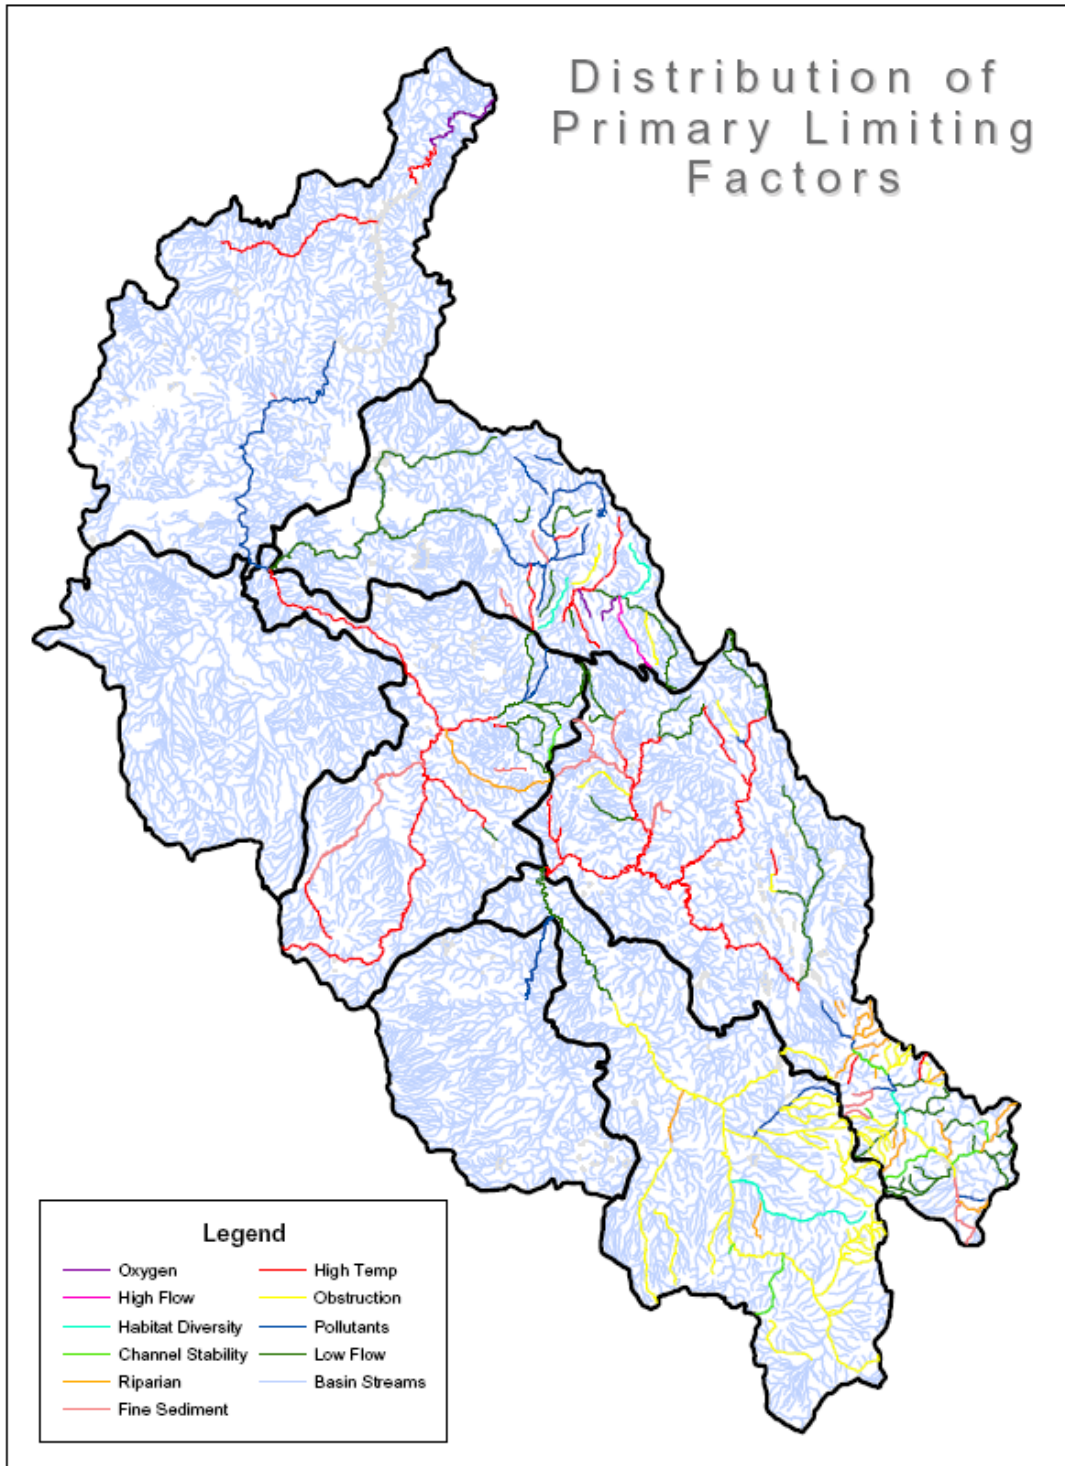 Distribution of
Primary Limiting
Factors
Legend
Oxygen
High Temp
High Flow
Obstruction
Habitat Diversity
Pollutants
Channel Stability
Low Flow
Riparian
Basin Streams
Fine Sediment